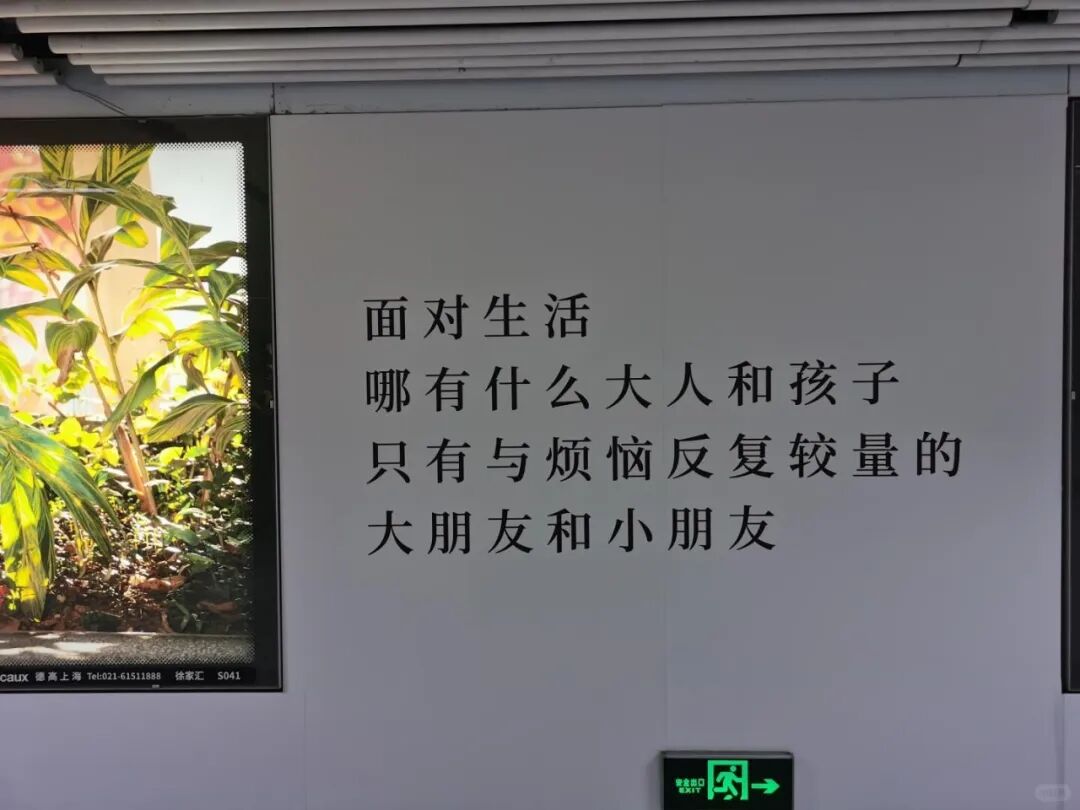 面对生活
哪有什么大人和孩子
只有与烦恼反复较量的
大朋友和小朋友
caux 德高上海 Tel:021-61511888 徐家汇 S041
安全出口
EXIT